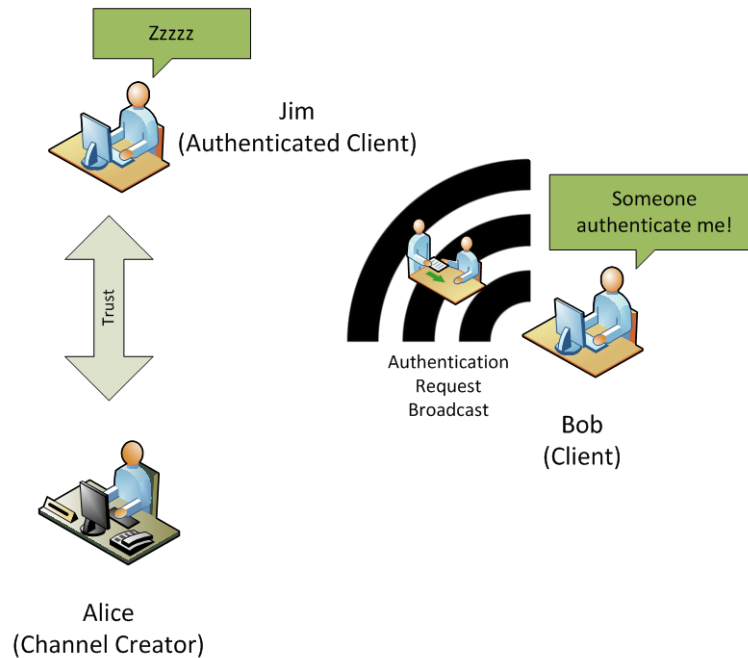 Zzzzz
Jim
(Authenticated Client)
Someone
authenticate me!
Trust
Authentication
Request
Broadcast
Bob
(Client)
Alice
(Channel Creator)